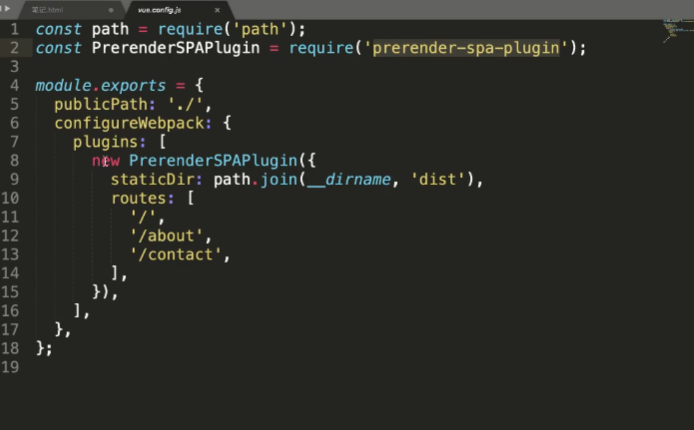 笔记.html
vue.config.js
1 const path = require('path');
2 const PrerenderSPAPlugin = require('prerender-spa-plugin');
3
4 module.exports = {
5 publicPath: './',
6 configureWebpack: {
7 plugins: [
8 new PrerenderSPAPlugin({
9 staticDir: path.join(__dirname, 'dist'),
10 routes: [
11 '/',
12 '/about',
13 '/contact',
14 ],
15 }),
16 ],
17 },
18 };
19